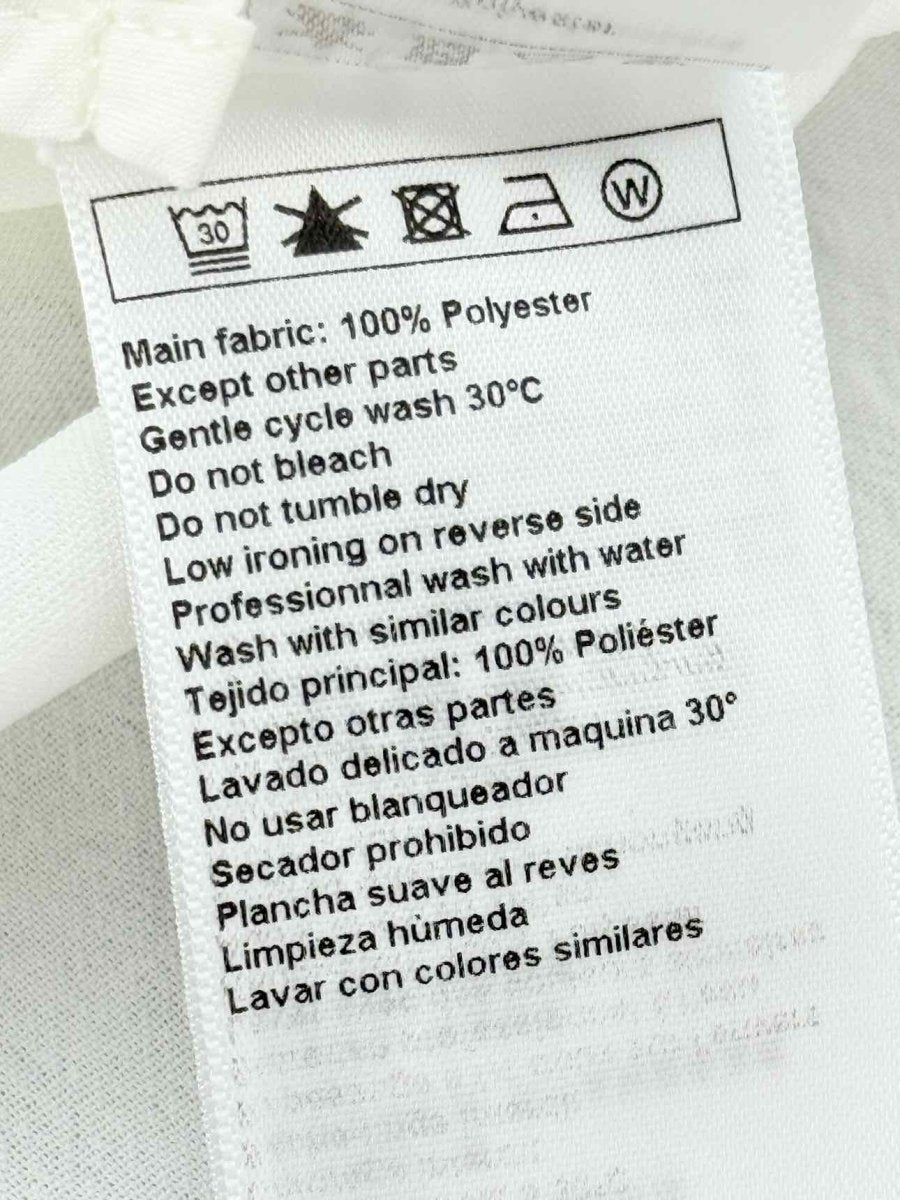 30 W
Main fabric: 100% Polyester
Except other parts
Gentle cycle wash 30°C
Do not bleach
Do not tumble dry
Low ironing on reverse side
Professionnal wash with water
Wash with similar colours
Tejido principal: 100% Poliéster
Excepto otras partes
Lavado delicado a maquina 30°
No usar blanqueador
Secador prohibido
Plancha suave al reves
Limpieza hùmeda
Lavar con colores similares